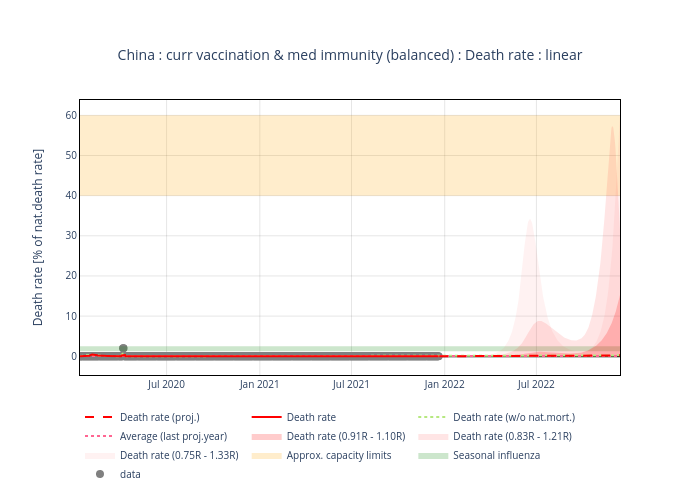 China : curr vaccination & med immunity (balanced) : Death rate : linear
Death rate [% of nat.death rate]
60
50
40
30
20
10
0
Jul 2020 Jan 2021 Jul 2021 Jan 2022 Jul 2022
Death rate (proj.) Death rate Death rate (w/o nat.mort.)
Average (last proj.year) Death rate (0.91R - 1.10R) Death rate (0.83R - 1.21R)
Death rate (0.75R - 1.33R) Approx. capacity limits Seasonal influenza
data